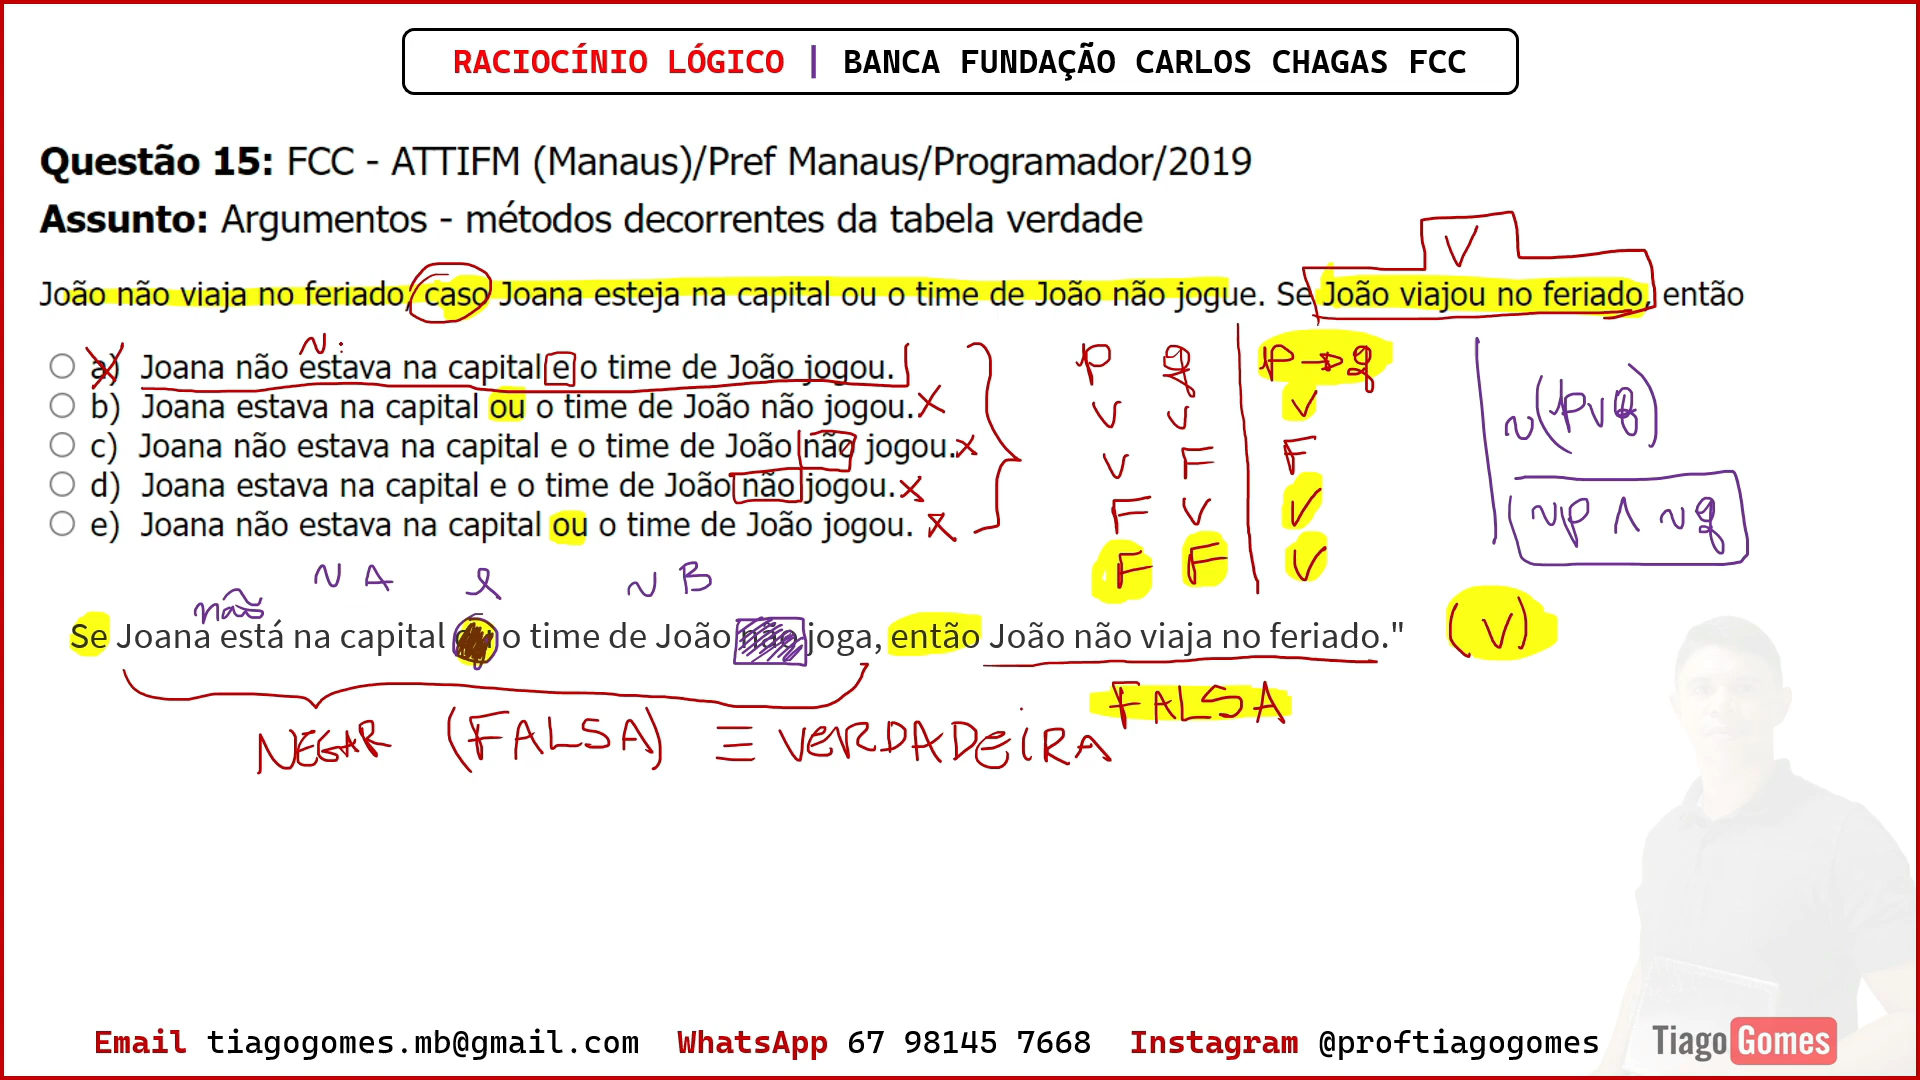 RACIOCÍNIO LÓGICO | BANCA FUNDAÇÃO CARLOS CHAGAS FCC
Questão 15: FCC - ATTIFM (Manaus)/Pref Manaus/Programador/2019
Assunto: Argumentos - métodos decorrentes da tabela verdade
V
João não viaja no feriado, caso Joana esteja na capital ou o time de João não jogue. Se João viajou no feriado, então
~
a) Joana não estava na capital e o time de João jogou.
b) Joana estava na capital ou o time de João não jogou. X
c) Joana não estava na capital e o time de João não jogou. X
d) Joana estava na capital e o time de João não jogou. X
e) Joana não estava na capital ou o time de João jogou. X
p q p→q
V V V
V F F
F V V
F F V
~(p∨q)
~p ∧ ~q
~A e ~B
não
Se Joana está na capital ou o time de João não joga, então João não viaja no feriado." (V)
FALSA
NEGAR (FALSA) ≡ VERDADEIRA
Email tiagogomes.mb@gmail.com WhatsApp 67 98145 7668 Instagram @proftiagogomes Tiago Gomes